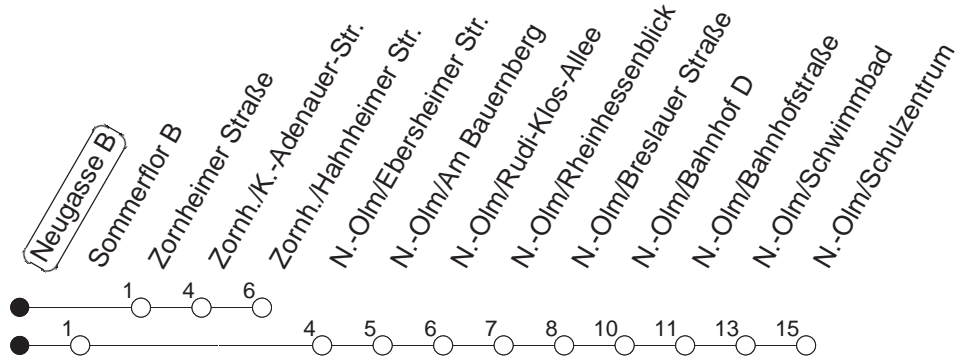 Neugasse B
Sommerflor B
Zornheimer Straße
Zornh./K.-Adenauer-Str.
Zornh./Hahnheimer Str.
N.-Olm/Ebersheimer Str.
N.-Olm/Am Bauernberg
N.-Olm/Rudi-Klos-Allee
N.-Olm/Rheinhessenblick
N.-Olm/Breslauer Straße
N.-Olm/Bahnhof D
N.-Olm/Bahnhofstraße
N.-Olm/Schwimmbad
N.-Olm/Schulzentrum
1 4 6
1 4 5 6 7 8 10 11 13 15